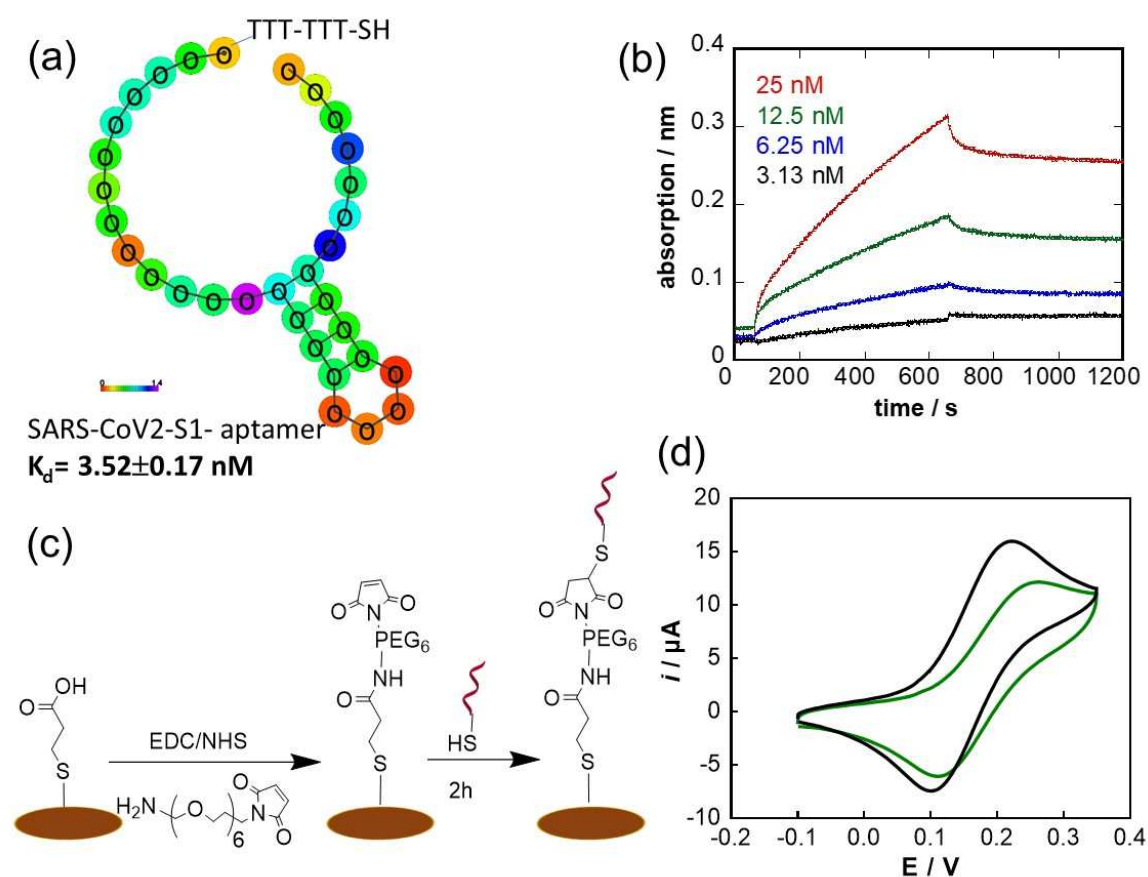 (a)
TTT-TTT-SH
O O O O O O O O O O O O O O O O O O O O O O O O O O O O O O O O O O O O
0 1.4
SARS-CoV2-S1- aptamer
K_d= 3.52±0.17 nM
(b)
25 nM
12.5 nM
6.25 nM
3.13 nM
absorption / nm
0.4
0.3
0.2
0.1
0
0 200 400 600 800 1000 1200
time / s
(c)
OH
O
S
EDC/NHS
H₂N
O
6
N
O
O
O
N
O
PEG₆
NH
O
S
HS
2h
S
O
N
O
PEG₆
NH
O
S
(d)
i / µA
20
15
10
5
0
-5
-10
-0.2 -0.1 0.0 0.1 0.2 0.3 0.4
E / V